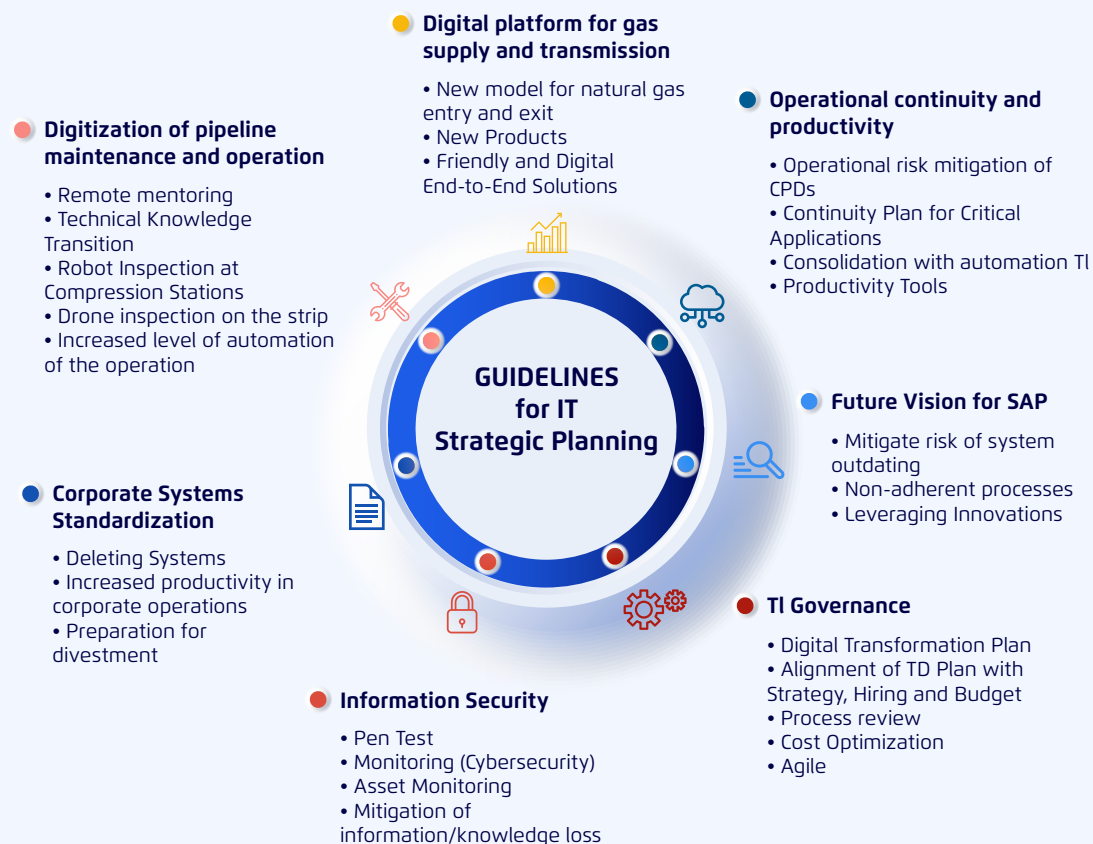 Digital platform for gas
supply and transmission
• New model for natural gas
entry and exit
• New Products
• Friendly and Digital
End-to-End Solutions
Operational continuity and
productivity
• Operational risk mitigation of
CPDs
• Continuity Plan for Critical
Applications
• Consolidation with automation Tl
• Productivity Tools
Digitization of pipeline
maintenance and operation
• Remote mentoring
• Technical Knowledge
Transition
• Robot Inspection at
Compression Stations
• Drone inspection on the strip
• Increased level of automation
of the operation
GUIDELINES
for IT
Strategic Planning
Future Vision for SAP
• Mitigate risk of system
outdating
• Non-adherent processes
• Leveraging Innovations
Corporate Systems
Standardization
• Deleting Systems
• Increased productivity in
corporate operations
• Preparation for
divestment
Tl Governance
• Digital Transformation Plan
• Alignment of TD Plan with
Strategy, Hiring and Budget
• Process review
• Cost Optimization
• Agile
Information Security
• Pen Test
• Monitoring (Cybersecurity)
• Asset Monitoring
• Mitigation of
information/knowledge loss